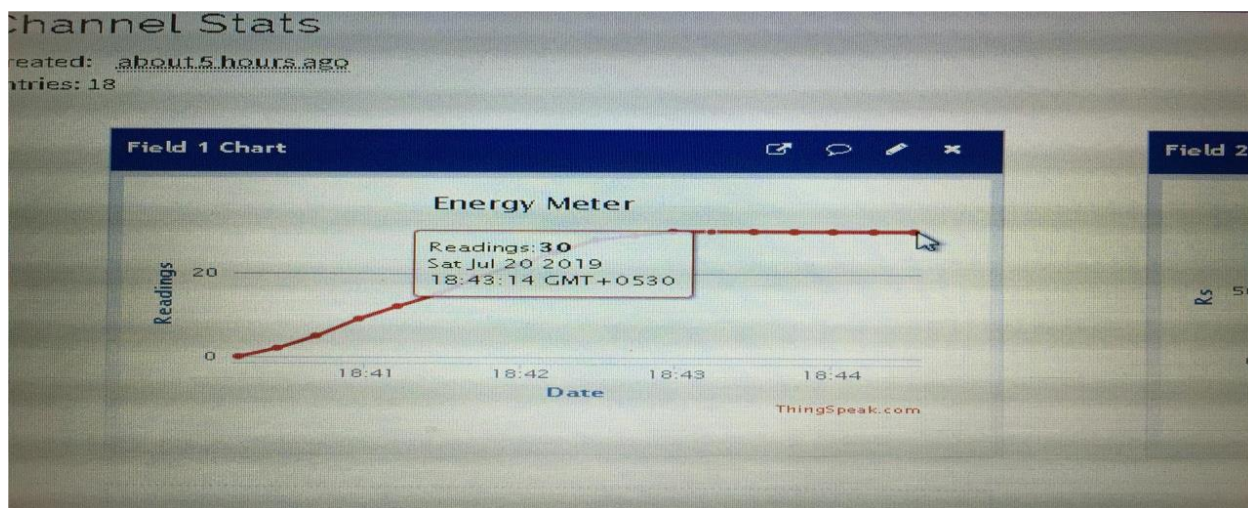 Channel Stats
reated: about 5 hours ago
ntries: 18
Field 1 Chart
Field 2
Energy Meter
Readings: 30
Sat Jul 20 2019
18:43:14 GMT+0530
Readings
20
0
18:41 18:42 18:43 18:44
Date
ThingSpeak.com
Rs